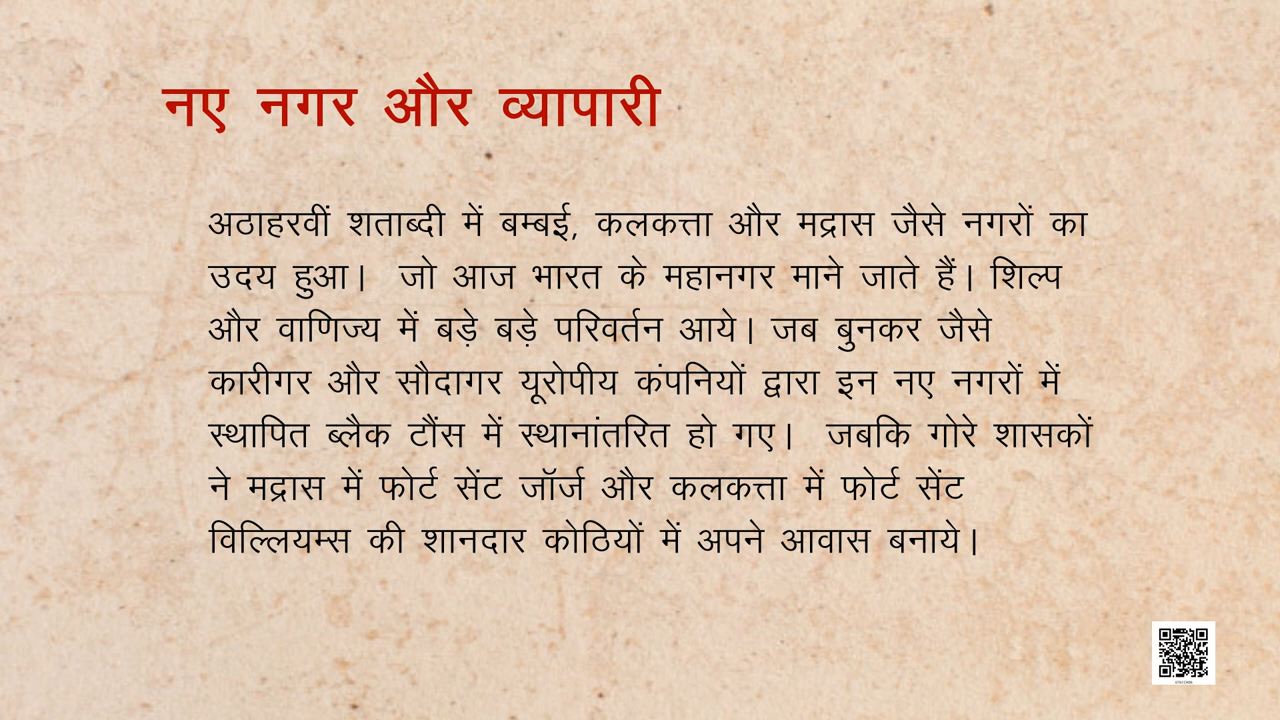 नए नगर और व्यापारी
अठाहरवीं शताब्दी में बम्बई, कलकत्ता और मद्रास जैसे नगरों का
उदय हुआ। जो आज भारत के महानगर माने जाते हैं। शिल्प
और वाणिज्य में बड़े बड़े परिवर्तन आये। जब बुनकर जैसे
कारीगर और सौदागर यूरोपीय कंपनियों द्वारा इन नए नगरों में
स्थापित ब्लैक टौंस में स्थानांतरित हो गए। जबकि गोरे शासकों
ने मद्रास में फोर्ट सेंट जॉर्ज और कलकत्ता में फोर्ट सेंट
विल्लियम्स की शानदार कोठियों में अपने आवास बनाये।